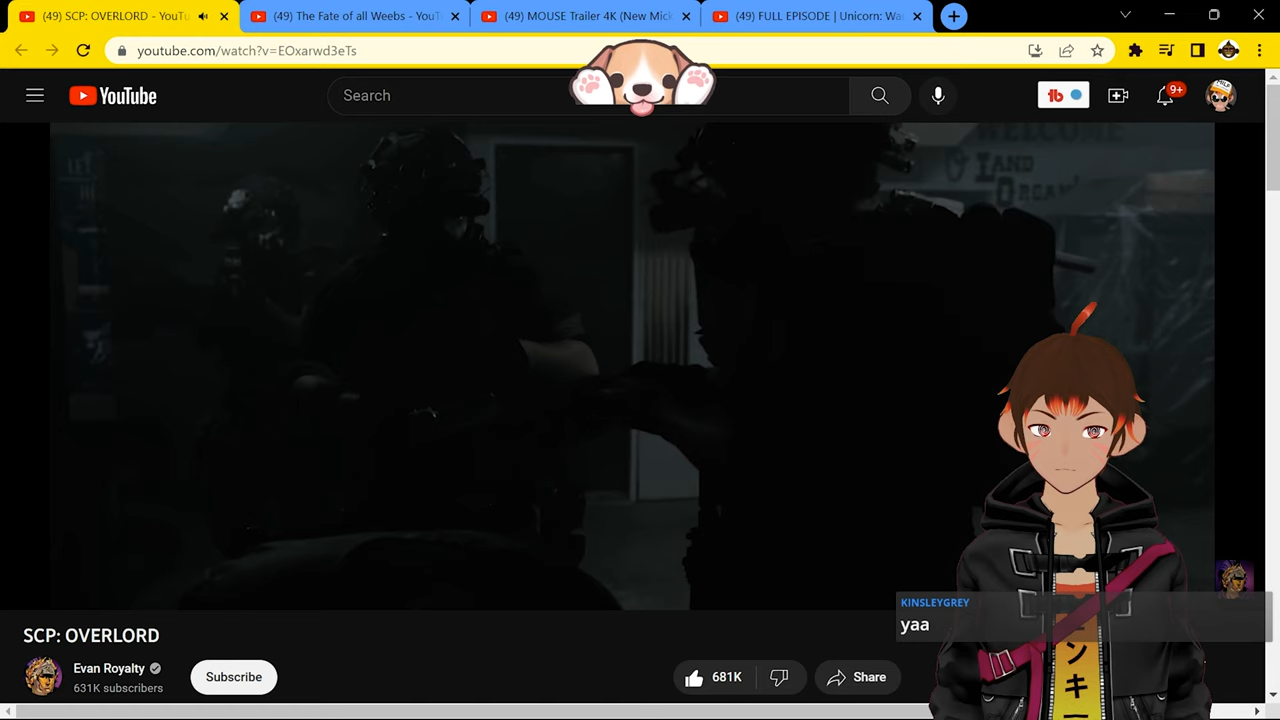 (49) SCP: OVERLORD - YouTu
(49) The Fate of all Weebs - YouT
(49) MOUSE Trailer 4K (New Mick
(49) FULL EPISODE | Unicorn: Wa
youtube.com/watch?v=EOxarwd3eTs
YouTube
Search
9+
WELCOME
SCP: OVERLORD
Evan Royalty
631K subscribers
Subscribe
681K
Share
KINSLEYGREY
yaa
ンキー